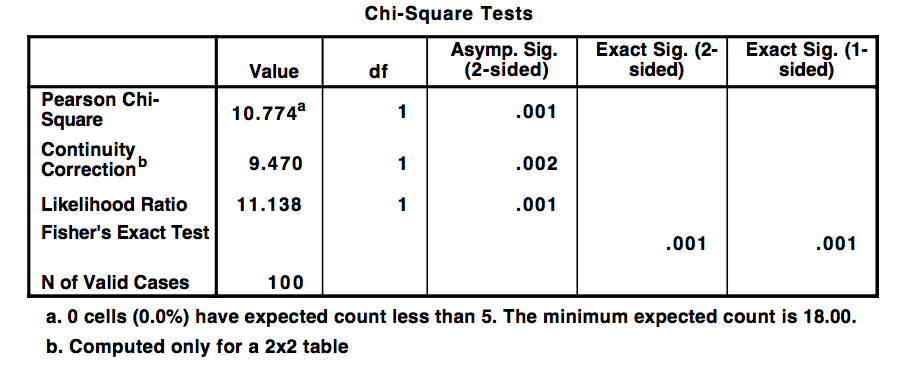 Chi-Square Tests
Value df Asymp. Sig. (2-sided) Exact Sig. (2-sided) Exact Sig. (1-sided)
Pearson Chi-Square 10.774a 1 .001
Continuity Correctionb 9.470 1 .002
Likelihood Ratio 11.138 1 .001
Fisher's Exact Test .001 .001
N of Valid Cases 100
a. 0 cells (0.0%) have expected count less than 5. The minimum expected count is 18.00.
b. Computed only for a 2x2 table